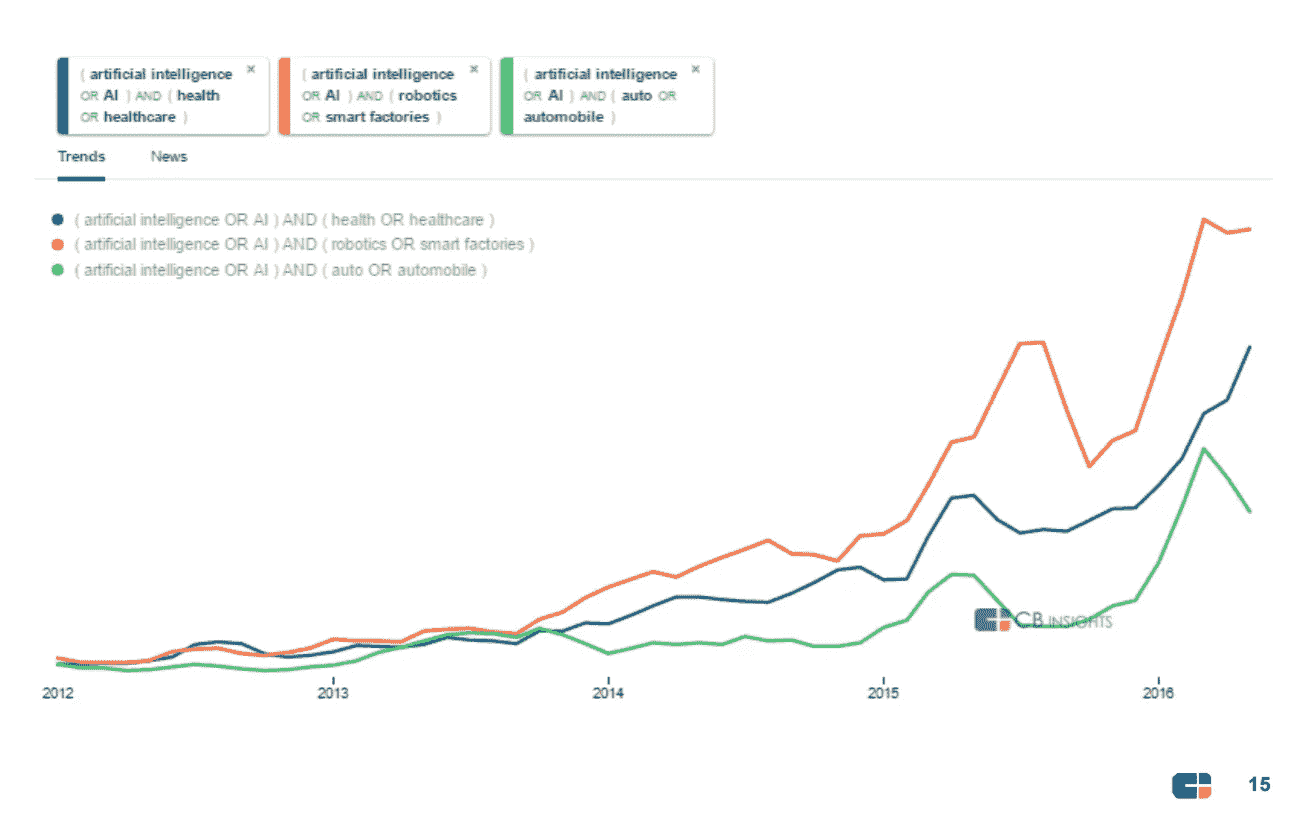 ( artificial intelligence ×
OR AI ) AND ( health
OR healthcare )
( artificial intelligence ×
OR AI ) AND ( robotics
OR smart factories )
( artificial intelligence ×
OR AI ) AND ( auto OR
automobile )
Trends News
( artificial intelligence OR AI ) AND ( health OR healthcare )
( artificial intelligence OR AI ) AND ( robotics OR smart factories )
( artificial intelligence OR AI ) AND ( auto OR automobile )
CB INSIGHTS
2012 2013 2014 2015 2016
15